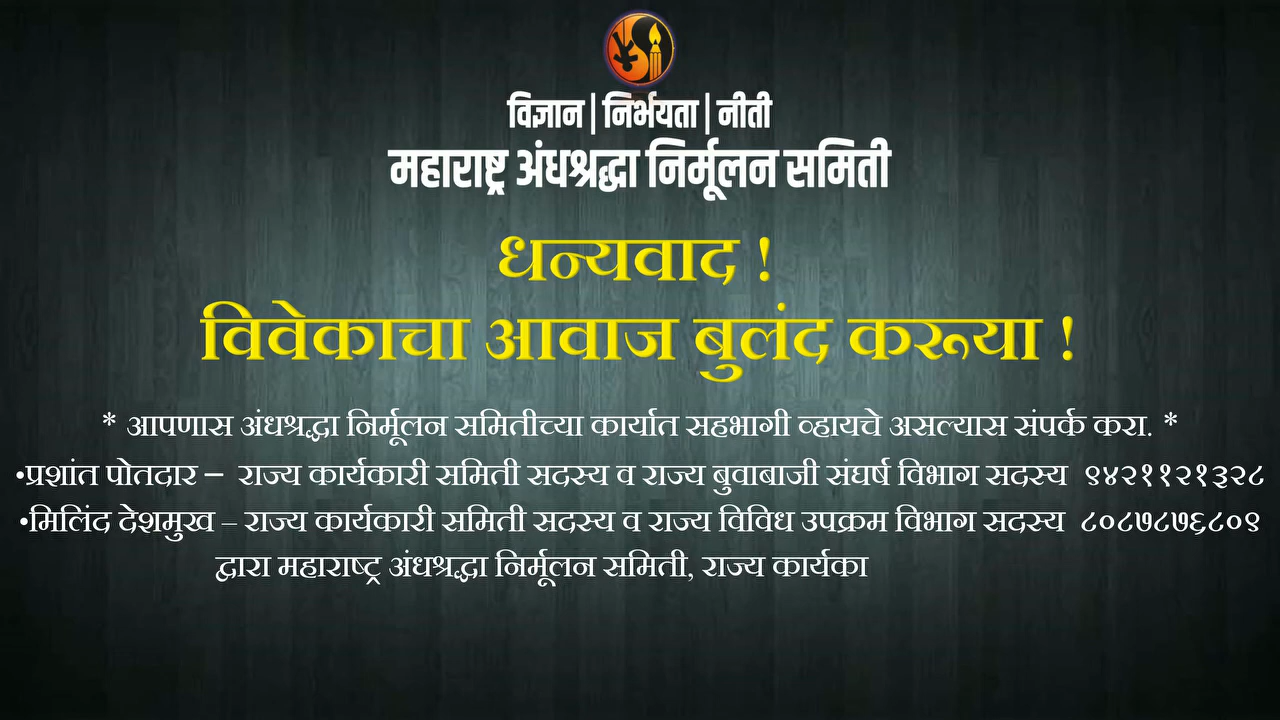 विज्ञान | निर्भयता | नीती
महाराष्ट्र अंधश्रद्धा निर्मूलन समिती
धन्यवाद !
विवेकाचा आवाज बुलंद करूया !
* आपणास अंधश्रद्धा निर्मूलन समितीच्या कार्यात सहभागी व्हायचे असल्यास संपर्क करा. *
•प्रशांत पोतदार – राज्य कार्यकारी समिती सदस्य व राज्य बुवाबाजी संघर्ष विभाग सदस्य ९४२११२१३२८
•मिलिंद देशमुख – राज्य कार्यकारी समिती सदस्य व राज्य विविध उपक्रम विभाग सदस्य ८०८७८७६८०९
द्वारा महाराष्ट्र अंधश्रद्धा निर्मूलन समिती, राज्य कार्यका